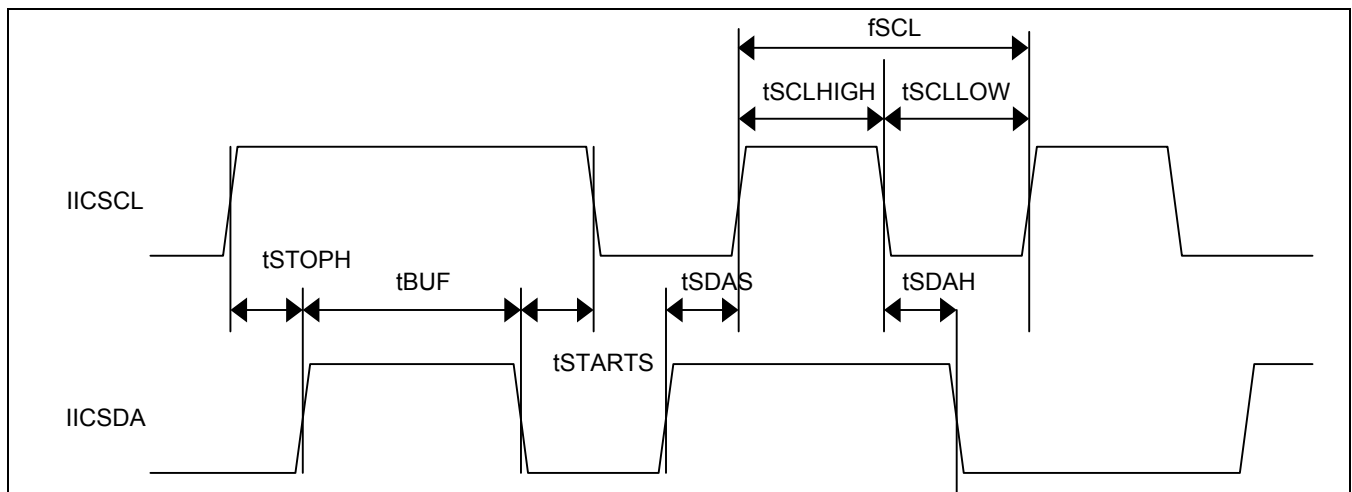 fSCL
tSCLHIGH
tSCLLOW
IICSCL
tSTOPH
tBUF
tSDAS
tSDAH
tSTARTS
IICSDA